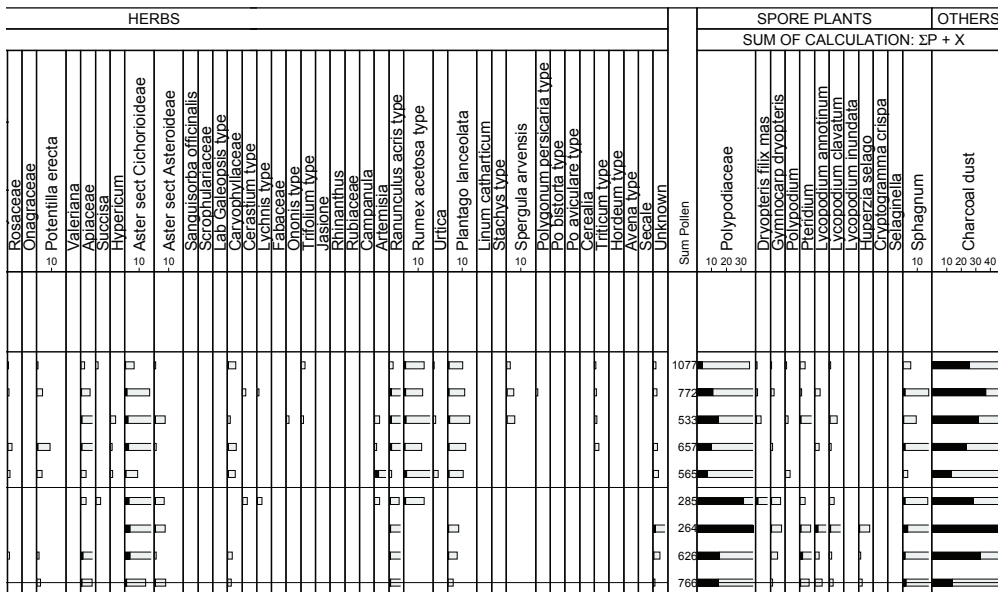 HERBS
SPORE PLANTS
OTHERS
SUM OF CALCULATION: ΣP + X
Rosaceae
Onagraceae
Potentilla erecta
Valeriana
Apiaceae
Succisa
Hypericum
Aster sect Cichorioideae
Aster sect Asteroideae
Sanguisorba officinalis
Scrophulariaceae
Lab Galeopsis type
Caryophyllaceae
Cerastium type
Lychnis type
Fabaceae
Ononis type
Trifolium type
Jasione
Rhinanthus
Rubiaceae
Campanula
Artemisia
Ranunculus acris type
Rumex acetosa type
Urtica
Plantago lanceolata
Linum catharticum
Stachys type
Spergula arvensis
Polygonum persicaria type
Po bistorta type
Po aviculare type
Cerealia
Triticum type
Hordeum type
Avena type
Secale
Unknown
Sum Pollen
Polypodiaceae
Dryopteris filix mas
Gymnocarp dryopteris
Polypodium
Pteridium
Lycopodium annotinum
Lycopodium clavatum
Lycopodium inundata
Huperzia selago
Cryptogramma crispa
Selaginella
Sphagnum
Charcoal dust
10 10 10 10 10 10 10 20 30 10 10 20 30 40
1077
772
533
657
565
285
264
626
766